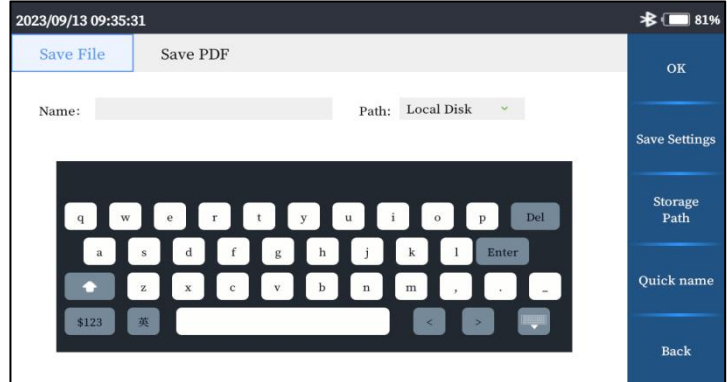 2023/09/13 09:35:31 81%
Save File Save PDF
OK
Name: Path: Local Disk
Save Settings
q w e r t y u i o p Del
Storage
Path
a s d f g h j k l Enter
z x c v b n m , . _
Quick name
$123 英 < >
Back